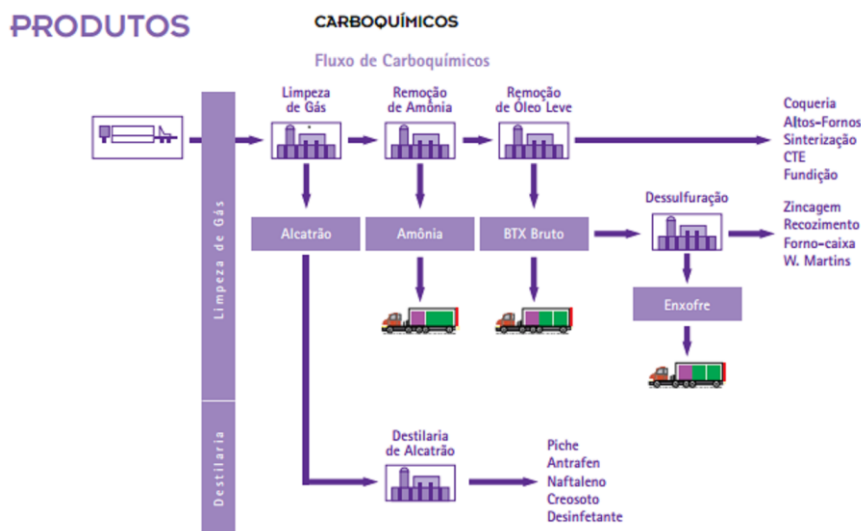 PRODUTOS
CARBOQUÍMICOS
Fluxo de Carboquímicos
Limpeza
de Gás
Remoção
de Amônia
Remoção
de Óleo Leve
Coqueria
Altos-Fornos
Sinterização
CTE
Fundição
Limpeza de Gás
Alcatrão
Amônia
BTX Bruto
Dessulfuração
Zincagem
Recozimento
Forno-caixa
W. Martins
Enxofre
Destilaria
Destilaria
de Alcatrão
Piche
Antrafen
Naftaleno
Creosoto
Desinfetante